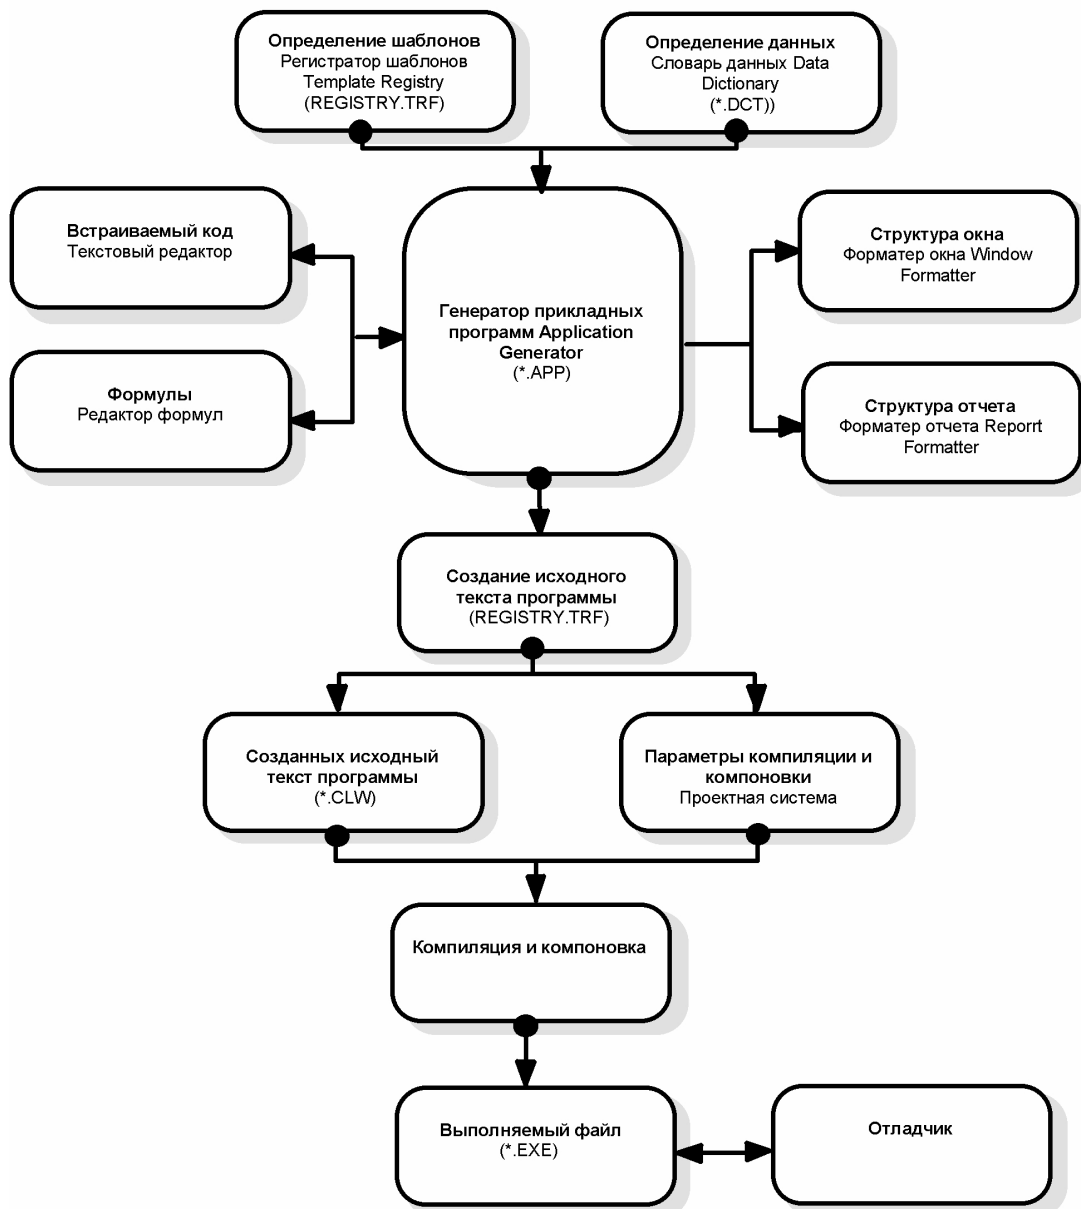 Определение шаблонов
Регистратор шаблонов
Template Registry
(REGISTRY.TRF)
Определение данных
Словарь данных Data
Dictionary
(*.DCT))
Встраиваемый код
Текстовый редактор
Структура окна
Форматер окна Window
Formatter
Генератор прикладных
программ Application
Generator
(*.APP)
Формулы
Редактор формул
Структура отчета
Форматер отчета Reporrt
Formatter
Создание исходного
текста программы
(REGISTRY.TRF)
Созданных исходный
текст программы
(*.CLW)
Параметры компиляции и
компоновки
Проектная система
Компиляция и компоновка
Выполняемый файл
(*.EXE)
Отладчик